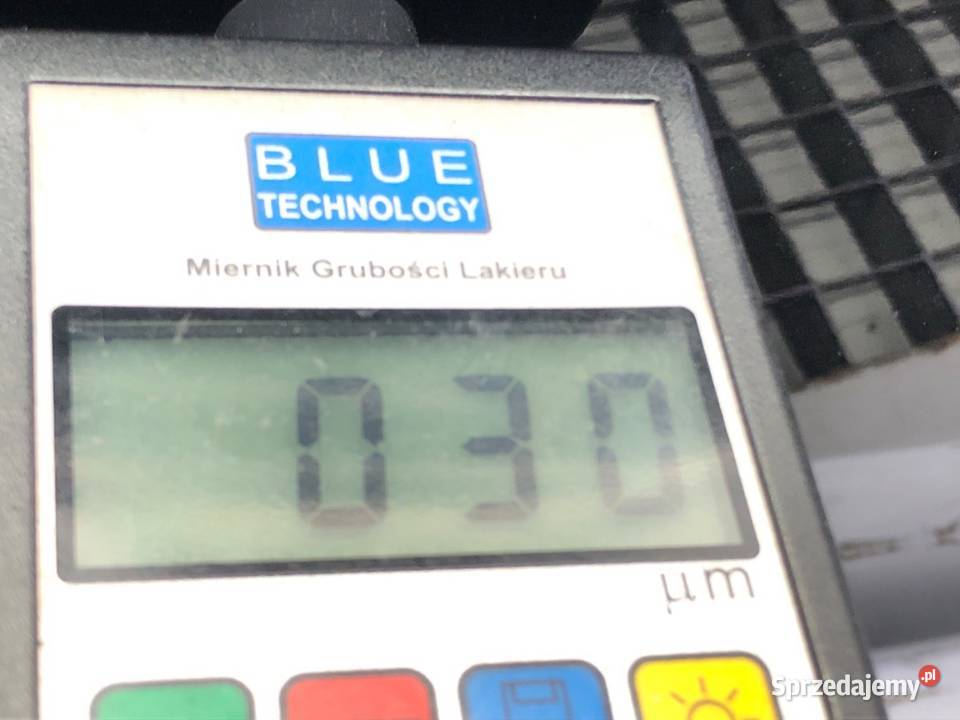 BLUE
TECHNOLOGY
Miernik Grubości Lakieru
030
µm
Sprzedajemy.pl